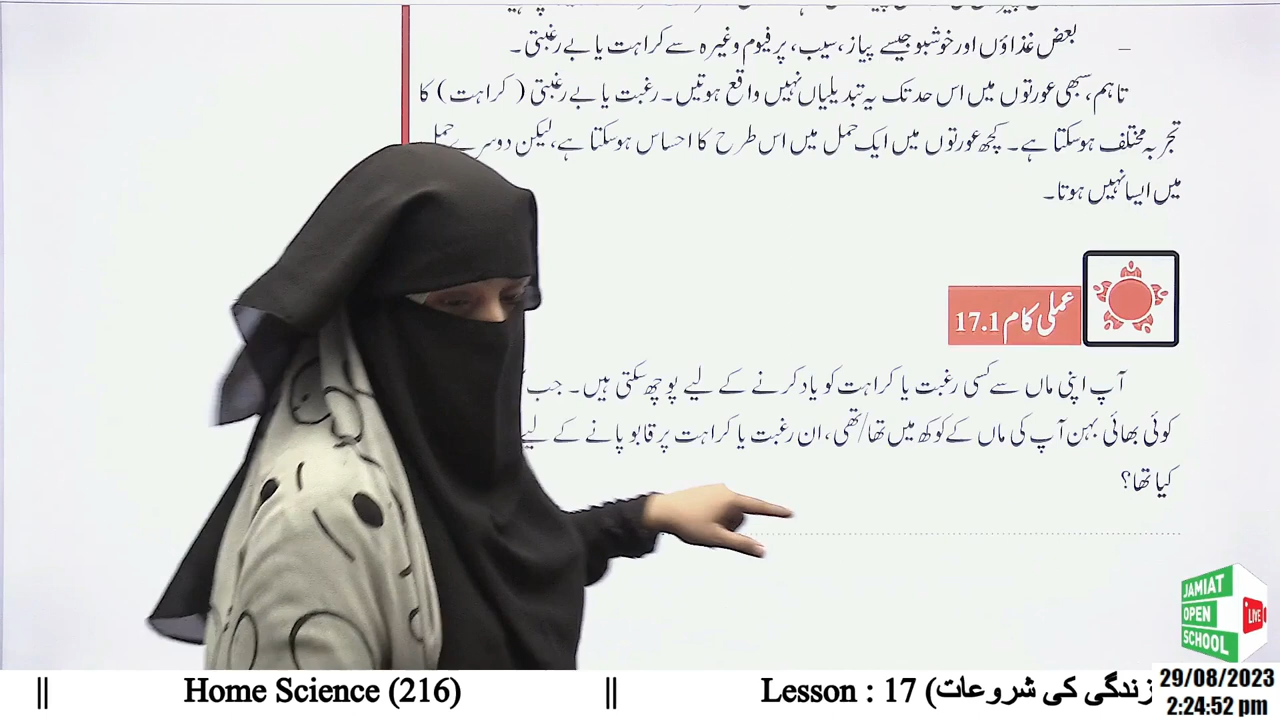 بعض غذاؤں اور خوشبو جیسے پیاز، سیب، پرفیوم وغیرہ سے کراہت یا بے رغبتی۔
تاہم، سبھی عورتوں میں اس حد تک یہ تبدیلیاں نہیں واقع ہوتیں۔ رغبت یا بے رغبتی (کراہت) کا
تجربہ مختلف ہوسکتا ہے۔ کچھ عورتوں میں ایک حمل میں اس طرح کا احساس ہوسکتا ہے، لیکن دوسرے حمل
میں ایسا نہیں ہوتا۔
عملی کام 17.1
آپ اپنی ماں سے کسی رغبت یا کراہت کو یاد کرنے کے لیے پوچھ سکتی ہیں۔ جب
کوئی بھائی بہن آپ کی ماں کے کوکھ میں تھا/تھی، ان رغبت یا کراہت پر قابو پانے کے لیے
کیا تھا؟
JAMIAT
OPEN
SCHOOL
LIVE
|| Home Science (216) || Lesson : 17 (زندگی کی شروعات
29/08/2023
2:24:52 pm